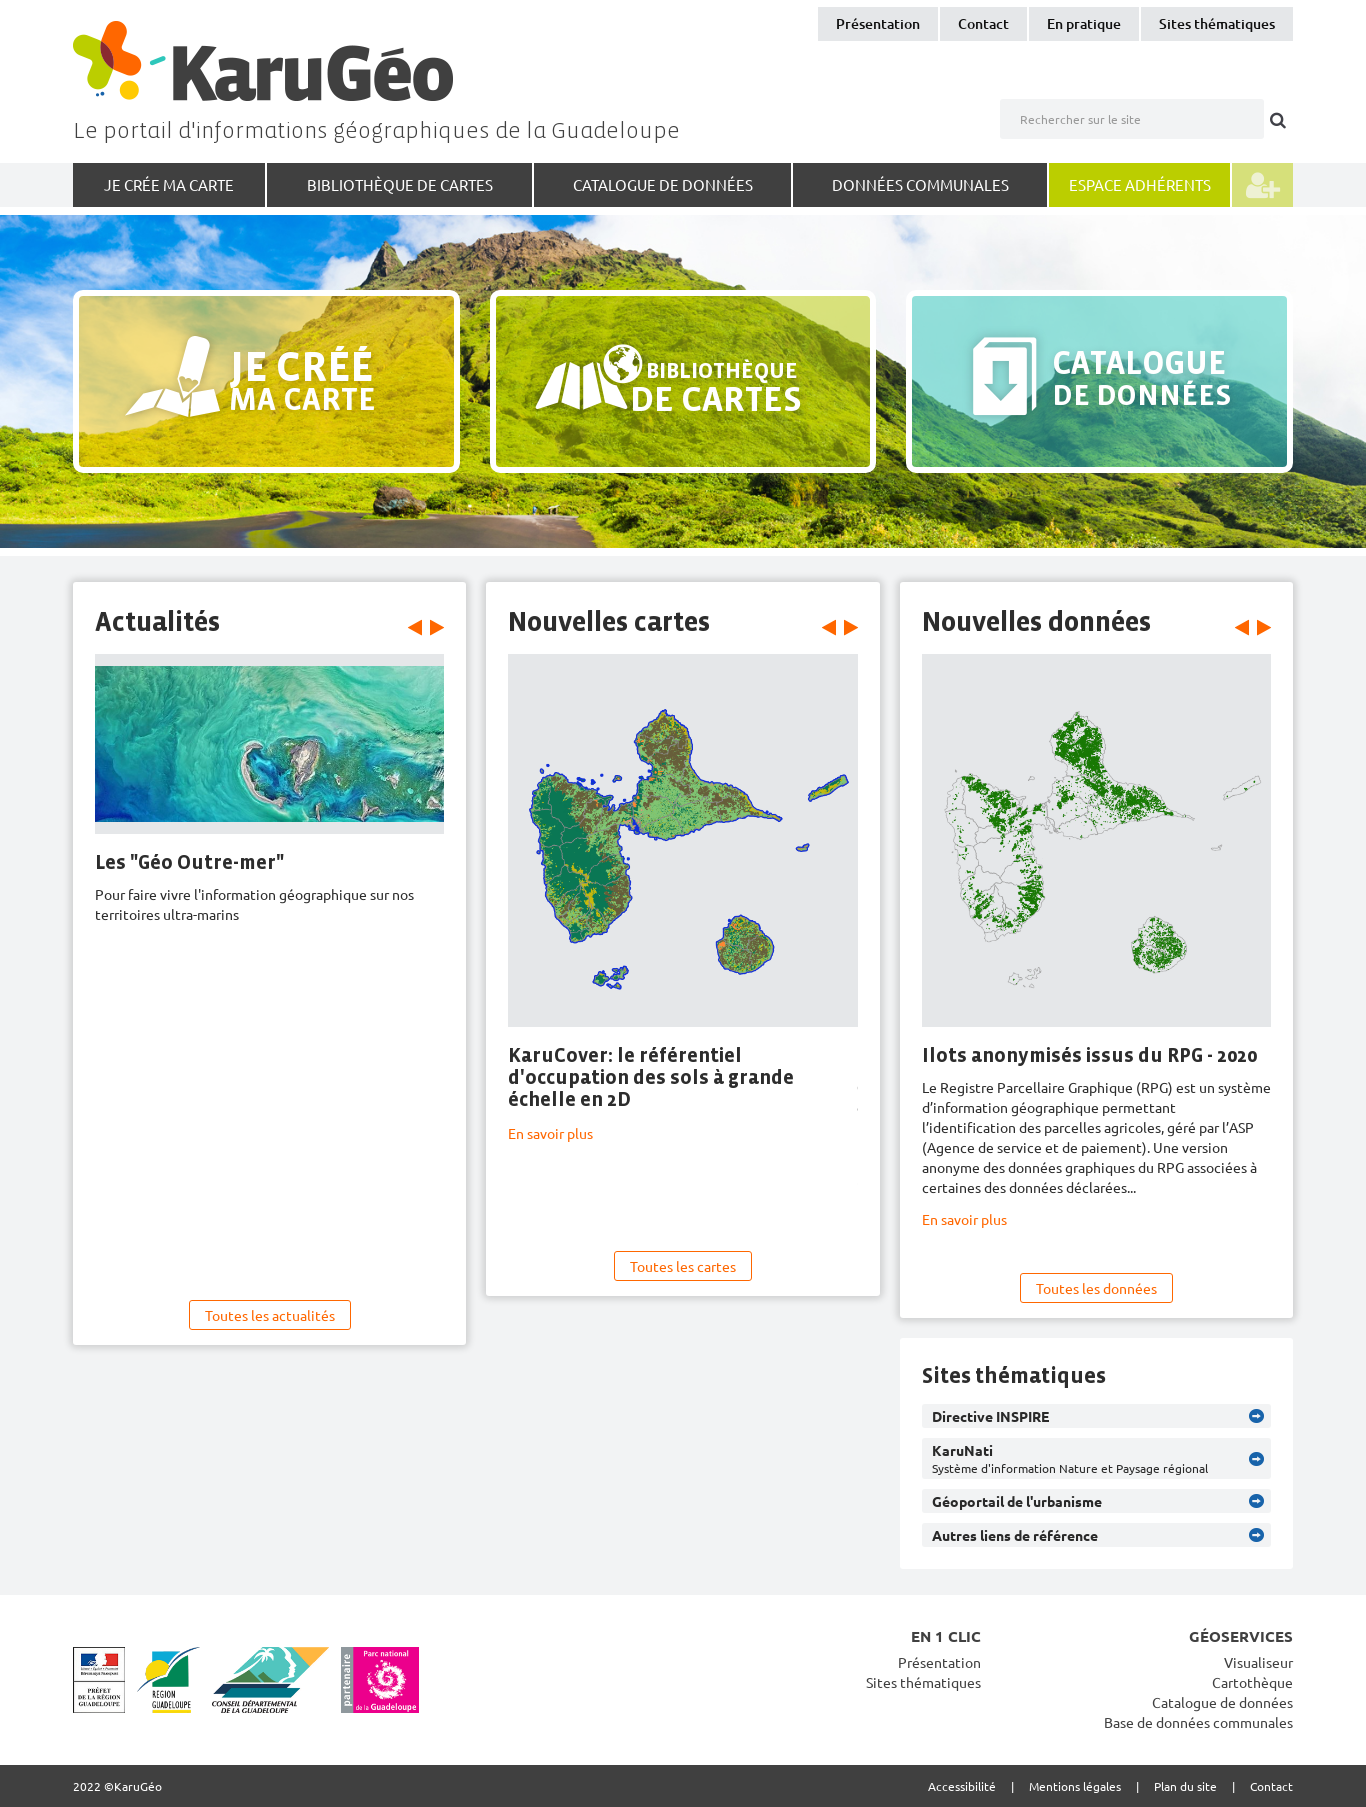 Présentation
Contact
En pratique
Sites thématiques
KaruGéo
Le portail d'informations géographiques de la Guadeloupe
Rechercher sur le site
JE CRÉE MA CARTE
BIBLIOTHÈQUE DE CARTES
CATALOGUE DE DONNÉES
DONNÉES COMMUNALES
ESPACE ADHÉRENTS
JE CRÉÉ
MA CARTE
BIBLIOTHÈQUE
DE CARTES
CATALOGUE
DE DONNÉES
Actualités
Les "Géo Outre-mer"
Pour faire vivre l'information géographique sur nos
territoires ultra-marins
Toutes les actualités
Nouvelles cartes
KaruCover: le référentiel
d'occupation des sols à grande
échelle en 2D
En savoir plus
Toutes les cartes
Nouvelles données
Ilots anonymisés issus du RPG - 2020
Le Registre Parcellaire Graphique (RPG) est un système
d’information géographique permettant
l’identification des parcelles agricoles, géré par l’ASP
(Agence de service et de paiement). Une version
anonyme des données graphiques du RPG associées à
certaines des données déclarées...
En savoir plus
Toutes les données
Sites thématiques
Directive INSPIRE
KaruNati
Système d'information Nature et Paysage régional
Géoportail de l'urbanisme
Autres liens de référence
PRÉFET
DE LA RÉGION
GUADELOUPE
REGION
GUADELOUPE
CONSEIL DÉPARTEMENTAL
DE LA GUADELOUPE
partenaire
Parc national
de la Guadeloupe
EN 1 CLIC
Présentation
Sites thématiques
GÉOSERVICES
Visualiseur
Cartothèque
Catalogue de données
Base de données communales
2022 ©KaruGéo
Accessibilité | Mentions légales | Plan du site | Contact